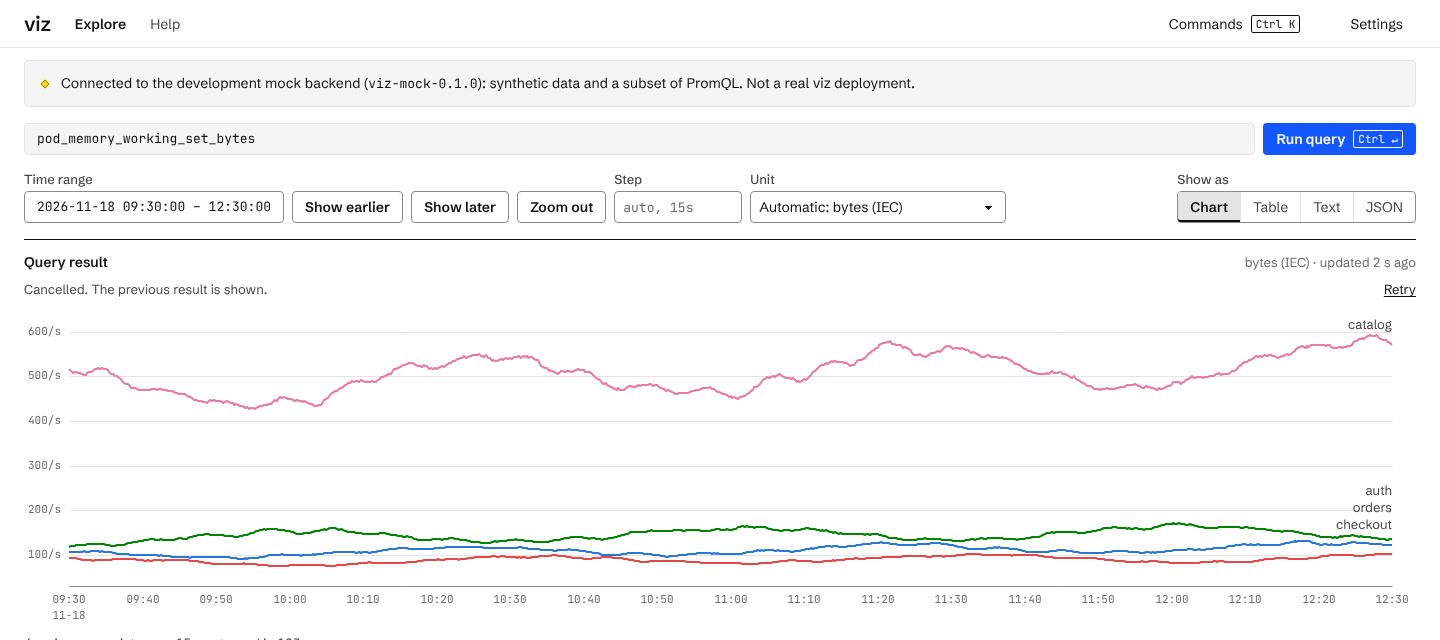 viz Explore Help Commands Ctrl K Settings
Connected to the development mock backend (viz-mock-0.1.0): synthetic data and a subset of PromQL. Not a real viz deployment.
pod_memory_working_set_bytes Run query Ctrl ↵
Time range Step Unit Show as
2026-11-18 09:30:00 – 12:30:00 Show earlier Show later Zoom out auto, 15s Automatic: bytes (IEC) Chart Table Text JSON
Query result bytes (IEC) · updated 2 s ago
Cancelled. The previous result is shown. Retry
catalog
600/s
500/s
400/s
300/s
auth
200/s orders
checkout
100/s
09:30 09:40 09:50 10:00 10:10 10:20 10:30 10:40 10:50 11:00 11:10 11:20 11:30 11:40 11:50 12:00 12:10 12:20 12:30
11-18